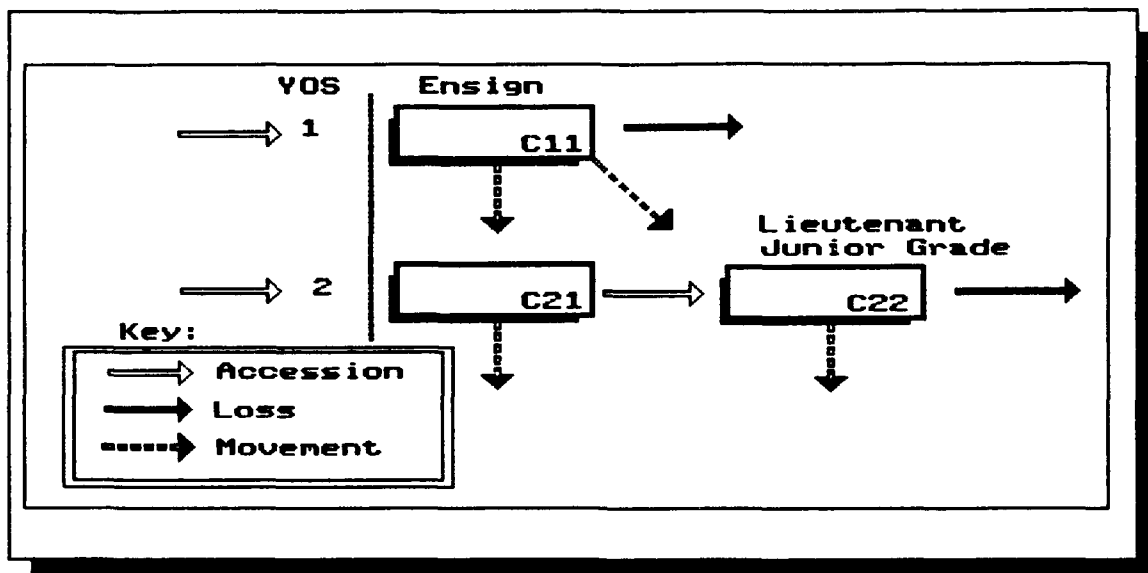 YOS Ensign
1
C11
Lieutenant
Junior Grade
2
C21
C22
Key:
Accession
Loss
Movement